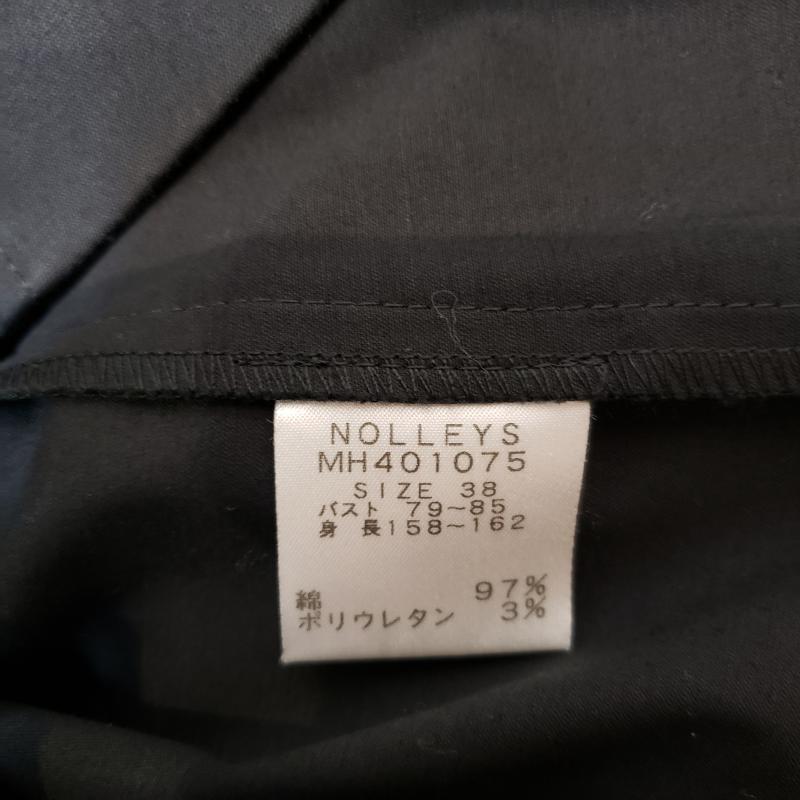 NOLLEYS
MH401075
SIZE 38
バスト 79〜85
身 長158〜162
綿 97%
ポリウレタン 3%